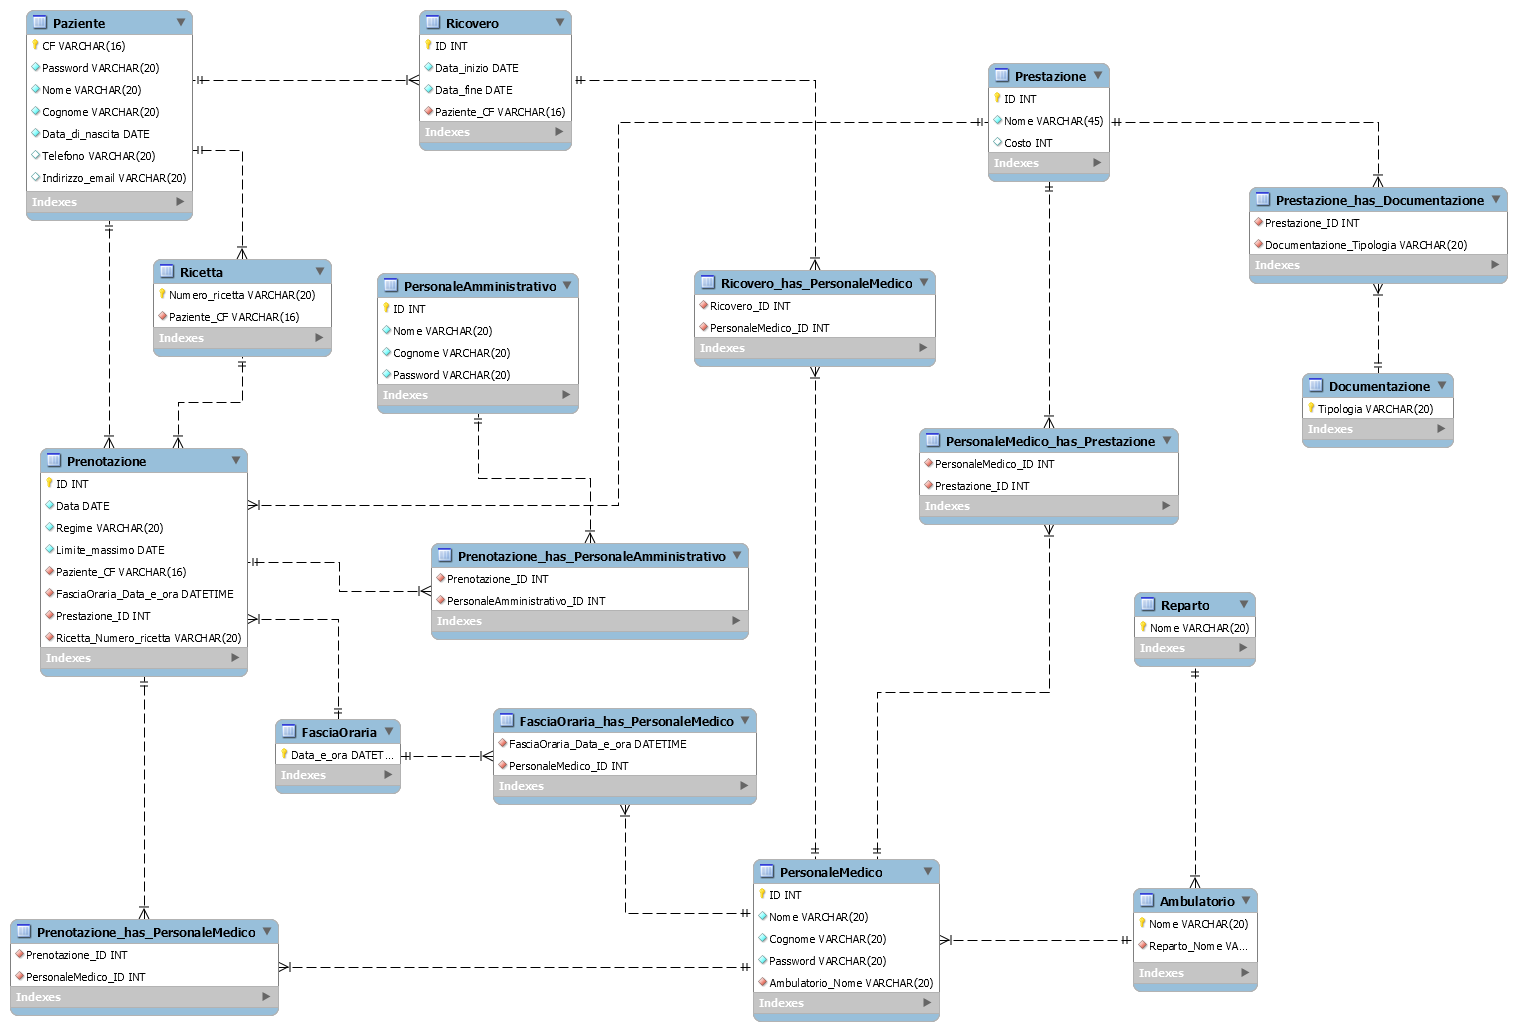 Paziente
CF VARCHAR(16)
Password VARCHAR(20)
Nome VARCHAR(20)
Cognome VARCHAR(20)
Data_di_nascita DATE
Telefono VARCHAR(20)
Indirizzo_email VARCHAR(20)
Indexes
Ricovero
ID INT
Data_inizio DATE
Data_fine DATE
Paziente_CF VARCHAR(16)
Indexes
Prestazione
ID INT
Nome VARCHAR(45)
Costo INT
Indexes
Prestazione_has_Documentazione
Prestazione_ID INT
Documentazione_Tipologia VARCHAR(20)
Indexes
Ricetta
Numero_ricetta VARCHAR(20)
Paziente_CF VARCHAR(16)
Indexes
PersonaleAmministrativo
ID INT
Nome VARCHAR(20)
Cognome VARCHAR(20)
Password VARCHAR(20)
Indexes
Ricovero_has_PersonaleMedico
Ricovero_ID INT
PersonaleMedico_ID INT
Indexes
Documentazione
Tipologia VARCHAR(20)
Indexes
PersonaleMedico_has_Prestazione
PersonaleMedico_ID INT
Prestazione_ID INT
Indexes
Prenotazione
ID INT
Data DATE
Regime VARCHAR(20)
Limite_massimo DATE
Paziente_CF VARCHAR(16)
FasciaOraria_Data_e_ora DATETIME
Prestazione_ID INT
Ricetta_Numero_ricetta VARCHAR(20)
Indexes
Prenotazione_has_PersonaleAmministrativo
Prenotazione_ID INT
PersonaleAmministrativo_ID INT
Indexes
Reparto
Nome VARCHAR(20)
Indexes
FasciaOraria
Data_e_ora DATET...
Indexes
FasciaOraria_has_PersonaleMedico
FasciaOraria_Data_e_ora DATETIME
PersonaleMedico_ID INT
Indexes
PersonaleMedico
ID INT
Nome VARCHAR(20)
Cognome VARCHAR(20)
Password VARCHAR(20)
Ambulatorio_Nome VARCHAR(20)
Indexes
Ambulatorio
Nome VARCHAR(20)
Reparto_Nome VA...
Indexes
Prenotazione_has_PersonaleMedico
Prenotazione_ID INT
PersonaleMedico_ID INT
Indexes